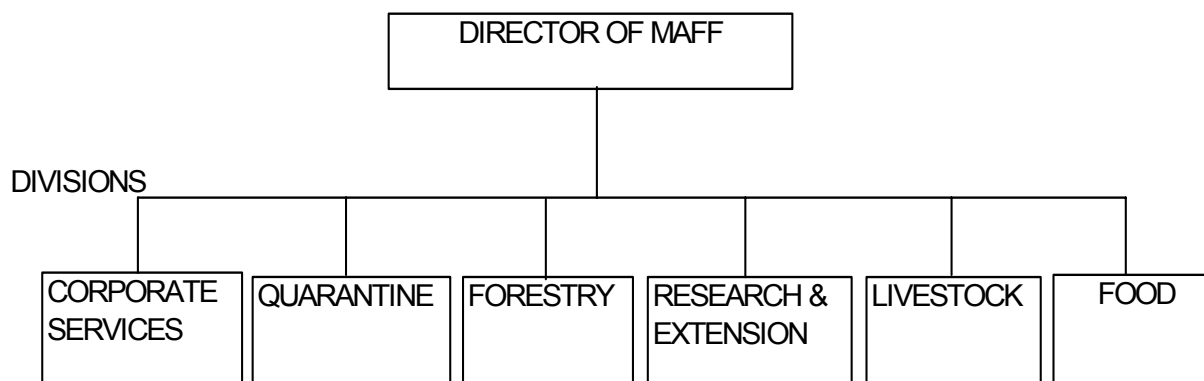 DIRECTOR OF MAFF
DIVISIONS
CORPORATE
SERVICES
QUARANTINE
FORESTRY
RESEARCH &
EXTENSION
LIVESTOCK
FOOD